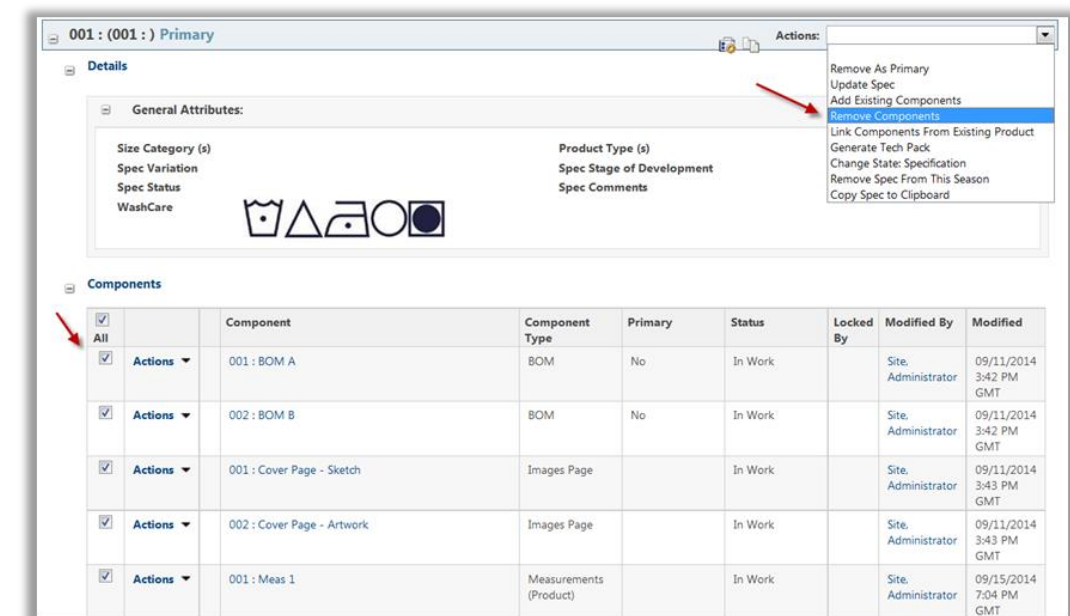 001 : (001 : ) Primary
Actions:
Remove As Primary
Update Spec
Add Existing Components
Remove Components
Link Components From Existing Product
Generate Tech Pack
Change State: Specification
Remove Spec From This Season
Copy Spec to Clipboard
Details
General Attributes:
Size Category (s) Product Type (s)
Spec Variation Spec Stage of Development
Spec Status Spec Comments
WashCare
Components
All Component Component Type Primary Status Locked By Modified By Modified
Actions 001 : BOM A BOM No In Work Site, Administrator 09/11/2014 3:42 PM GMT
Actions 002 : BOM B BOM No In Work Site, Administrator 09/11/2014 3:42 PM GMT
Actions 001 : Cover Page - Sketch Images Page In Work Site, Administrator 09/11/2014 3:43 PM GMT
Actions 002 : Cover Page - Artwork Images Page In Work Site, Administrator 09/11/2014 3:43 PM GMT
Actions 001 : Meas 1 Measurements (Product) In Work Site, Administrator 09/15/2014 7:04 PM GMT